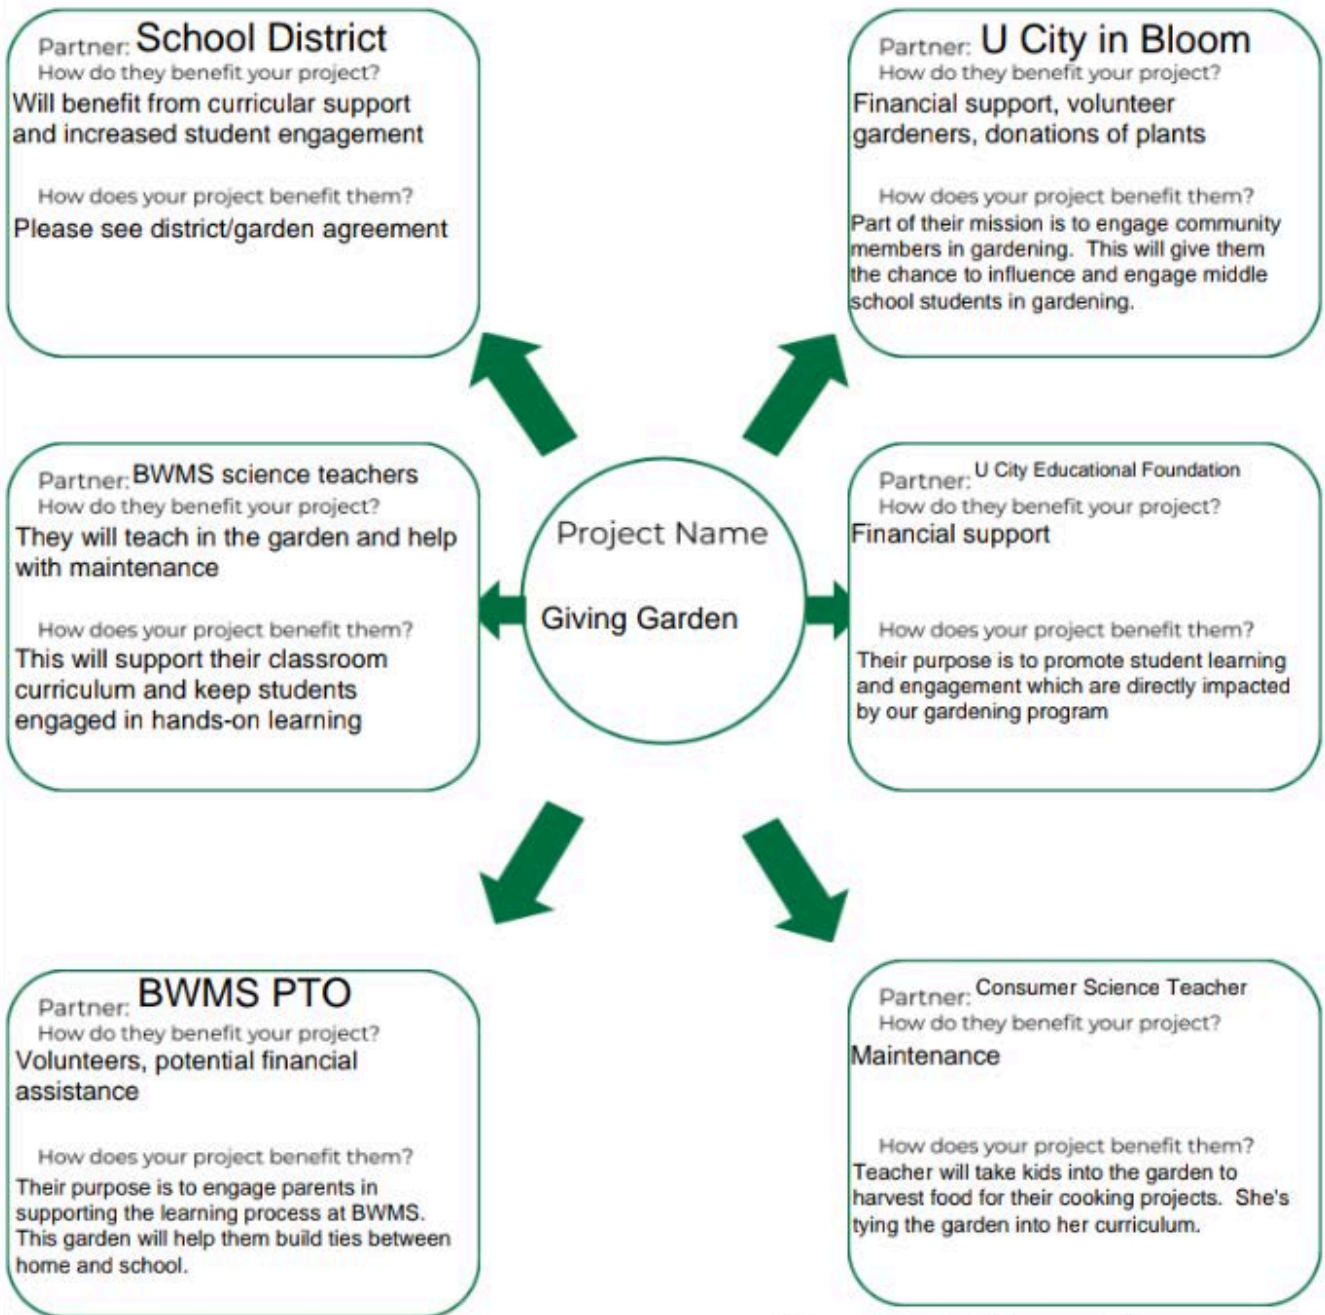 Partner: School District
How do they benefit your project?
Will benefit from curricular support
and increased student engagement
How does your project benefit them?
Please see district/garden agreement
Partner: U City in Bloom
How do they benefit your project?
Financial support, volunteer
gardeners, donations of plants
How does your project benefit them?
Part of their mission is to engage community
members in gardening.  This will give them
the chance to influence and engage middle
school students in gardening.
Partner: BWMS science teachers
How do they benefit your project?
They will teach in the garden and help
with maintenance
How does your project benefit them?
This will support their classroom
curriculum and keep students
engaged in hands-on learning
Project Name
Giving Garden
Partner: U City Educational Foundation
How do they benefit your project?
Financial support
How does your project benefit them?
Their purpose is to promote student learning
and engagement which are directly impacted
by our gardening program
Partner: BWMS PTO
How do they benefit your project?
Volunteers, potential financial
assistance
How does your project benefit them?
Their purpose is to engage parents in
supporting the learning process at BWMS.
This garden will help them build ties between
home and school.
Partner: Consumer Science Teacher
How do they benefit your project?
Maintenance
How does your project benefit them?
Teacher will take kids into the garden to
harvest food for their cooking projects.  She's
tying the garden into her curriculum.